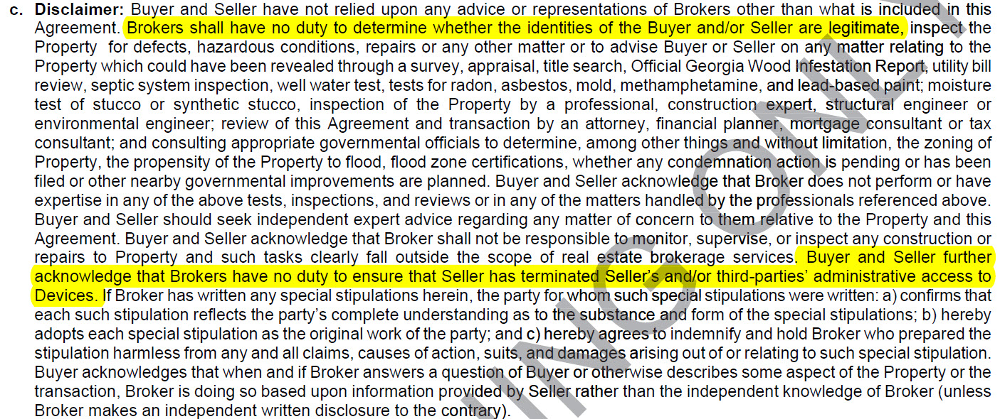 c. Disclaimer: Buyer and Seller have not relied upon any advice or representations of Brokers other than what is included in this
Agreement. Brokers shall have no duty to determine whether the identities of the Buyer and/or Seller are legitimate, inspect the
Property for defects, hazardous conditions, repairs or any other matter or to advise Buyer or Seller on any matter relating to the
Property which could have been revealed through a survey, appraisal, title search, Official Georgia Wood Infestation Report, utility bill
review, septic system inspection, well water test, tests for radon, asbestos, mold, methamphetamine, and lead-based paint; moisture
test of stucco or synthetic stucco, inspection of the Property by a professional, construction expert, structural engineer or
environmental engineer; review of this Agreement and transaction by an attorney, financial planner, mortgage consultant or tax
consultant; and consulting appropriate governmental officials to determine, among other things and without limitation, the zoning of
Property, the propensity of the Property to flood, flood zone certifications, whether any condemnation action is pending or has been
filed or other nearby governmental improvements are planned. Buyer and Seller acknowledge that Broker does not perform or have
expertise in any of the above tests, inspections, and reviews or in any of the matters handled by the professionals referenced above.
Buyer and Seller should seek independent expert advice regarding any matter of concern to them relative to the Property and this
Agreement. Buyer and Seller acknowledge that Broker shall not be responsible to monitor, supervise, or inspect any construction or
repairs to Property and such tasks clearly fall outside the scope of real estate brokerage services. Buyer and Seller further
acknowledge that Brokers have no duty to ensure that Seller has terminated Seller's and/or third-parties' administrative access to
Devices. If Broker has written any special stipulations herein, the party for whom such special stipulations were written: a) confirms that
each such stipulation reflects the party's complete understanding as to the substance and form of the special stipulations; b) hereby
adopts each special stipulation as the original work of the party; and c) hereby agrees to indemnify and hold Broker who prepared the
stipulation harmless from any and all claims, causes of action, suits, and damages arising out of or relating to such special stipulation.
Buyer acknowledges that when and if Broker answers a question of Buyer or otherwise describes some aspect of the Property or the
transaction, Broker is doing so based upon information provided by Seller rather than the independent knowledge of Broker (unless
Broker makes an independent written disclosure to the contrary).
ING ONLY